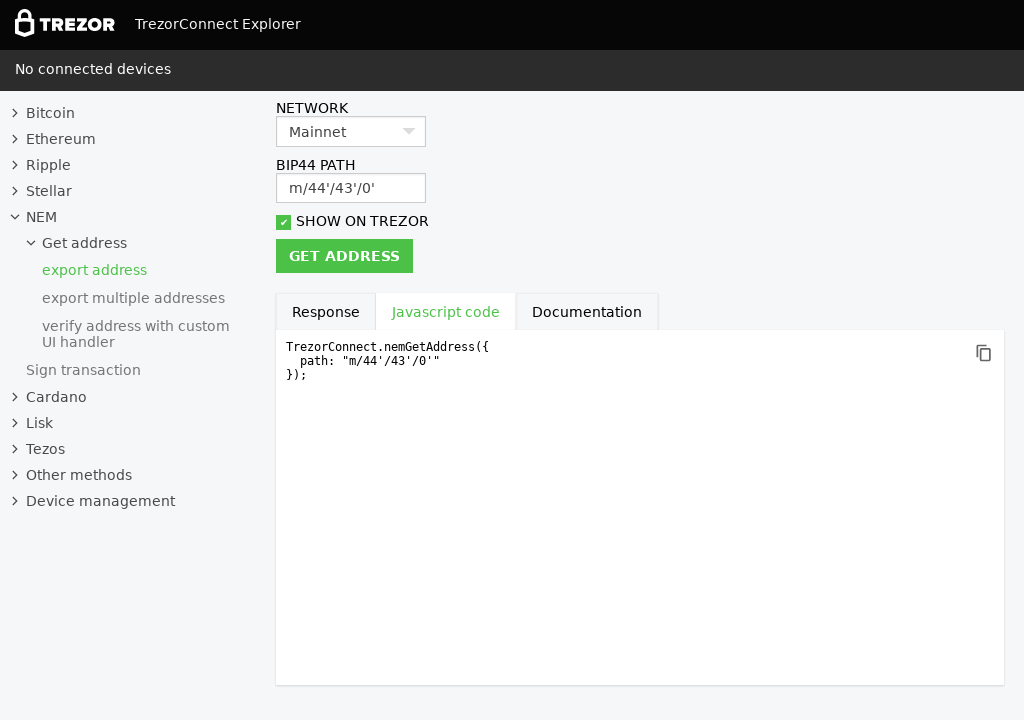 TREZOR TrezorConnect Explorer
No connected devices
Bitcoin
Ethereum
Ripple
Stellar
NEM
Get address
export address
export multiple addresses
verify address with custom
UI handler
Sign transaction
Cardano
Lisk
Tezos
Other methods
Device management
NETWORK
Mainnet
BIP44 PATH
m/44'/43'/0'
SHOW ON TREZOR
GET ADDRESS
Response Javascript code Documentation
TrezorConnect.nemGetAddress({
  path: "m/44'/43'/0'"
});